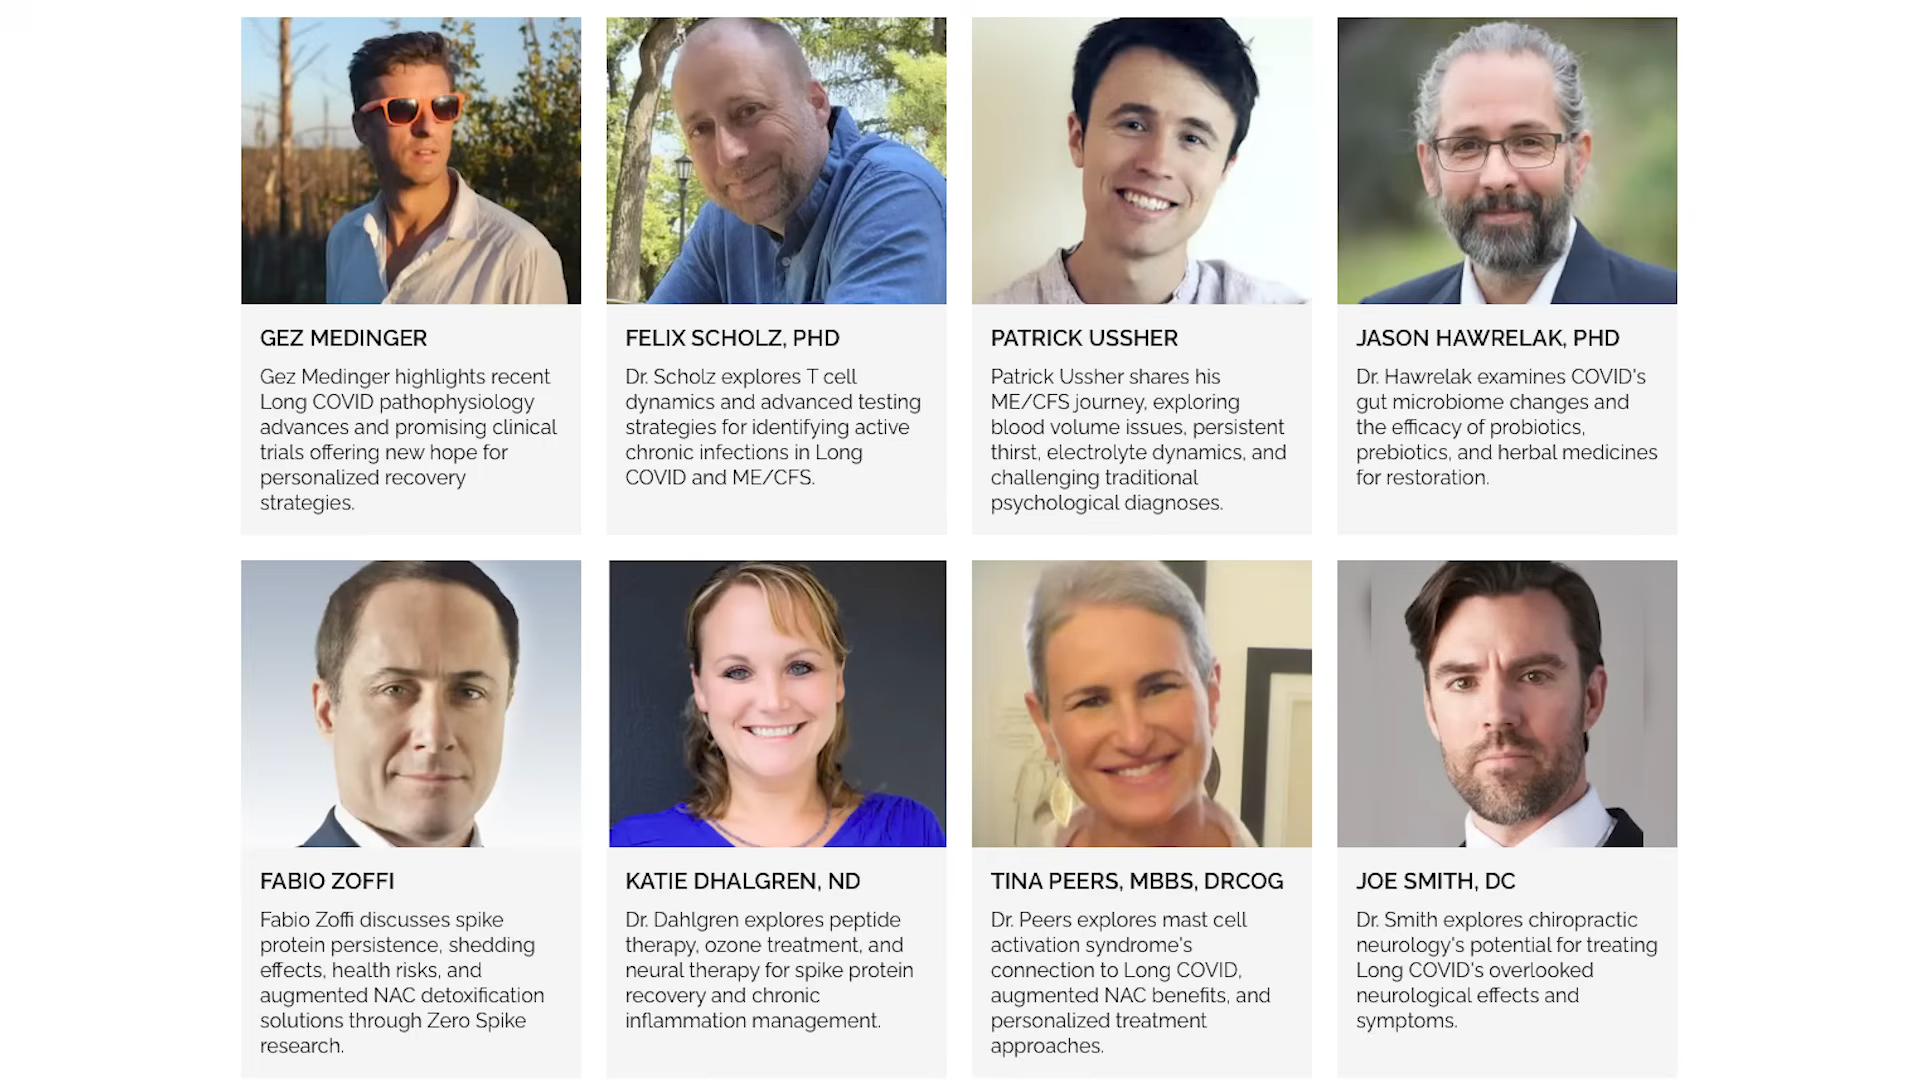 GEZ MEDINGER
Gez Medinger highlights recent
Long COVID pathophysiology
advances and promising clinical
trials offering new hope for
personalized recovery
strategies.
FELIX SCHOLZ, PHD
Dr. Scholz explores T cell
dynamics and advanced testing
strategies for identifying active
chronic infections in Long
COVID and ME/CFS.
PATRICK USSHER
Patrick Ussher shares his
ME/CFS journey, exploring
blood volume issues, persistent
thirst, electrolyte dynamics, and
challenging traditional
psychological diagnoses.
JASON HAWRELAK, PHD
Dr. Hawrelak examines COVID's
gut microbiome changes and
the efficacy of probiotics,
prebiotics, and herbal medicines
for restoration.
FABIO ZOFFI
Fabio Zoffi discusses spike
protein persistence, shedding
effects, health risks, and
augmented NAC detoxification
solutions through Zero Spike
research.
KATIE DHALGREN, ND
Dr. Dahlgren explores peptide
therapy, ozone treatment, and
neural therapy for spike protein
recovery and chronic
inflammation management.
TINA PEERS, MBBS, DRCOG
Dr. Peers explores mast cell
activation syndrome's
connection to Long COVID,
augmented NAC benefits, and
personalized treatment
approaches.
JOE SMITH, DC
Dr. Smith explores chiropractic
neurology's potential for treating
Long COVID's overlooked
neurological effects and
symptoms.